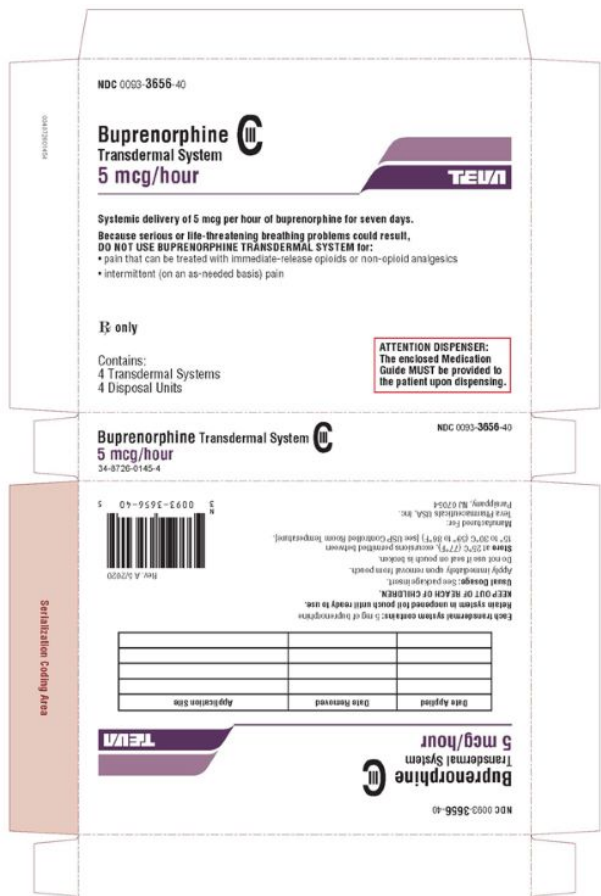 NDC 0093-3656-40
Buprenorphine CIII
Transdermal System
5 mcg/hour
TEVA
Systemic delivery of 5 mcg per hour of buprenorphine for seven days.
Because serious or life-threatening breathing problems could result,
DO NOT USE BUPRENORPHINE TRANSDERMAL SYSTEM for:
• pain that can be treated with immediate-release opioids or non-opioid analgesics
• intermittent (on an as-needed basis) pain
℞ only
Contains:
4 Transdermal Systems
4 Disposal Units
ATTENTION DISPENSER:
The enclosed Medication
Guide MUST be provided to
the patient upon dispensing.
Buprenorphine Transdermal System CIII
5 mcg/hour
34-8726-0145-4
NDC 0093-3656-40
Serialization Coding Area
NDC 0093-3656-40
Buprenorphine CIII
Transdermal System
5 mcg/hour
TEVA
Date Applied Date Removed Application Site
Each transdermal system contains: 5 mg of buprenorphine
Retain system in unopened foil pouch until ready to use.
KEEP OUT OF REACH OF CHILDREN.
Usual Dosage: See package insert.
Apply immediately upon removal from pouch.
Do not use if seal on pouch is broken.
Store at 25°C (77°F), excursions permitted between
15° to 30°C (59° to 86°F) [see USP Controlled Room Temperature].
Manufactured For:
Teva Pharmaceuticals USA, Inc.
Parsippany, NJ 07054
Rev. A 5/2020
N
3 0093-3656-40 5